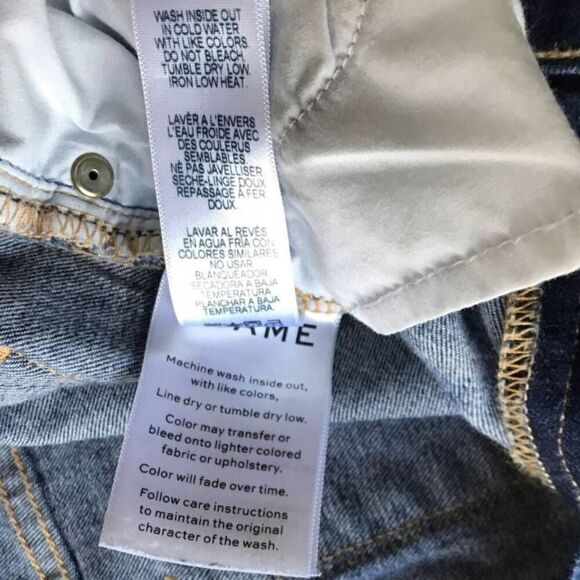 WASH INSIDE OUT
IN COLD WATER
WITH LIKE COLORS.
DO NOT BLEACH.
TUMBLE DRY LOW.
IRON LOW HEAT.
LAVER A L'ENVERS
L'EAU FROIDE AVEC
DES COULERUS
SEMBLABLES
NE PAS JAVELLISER
SECHE-LINGE DOUX
REPASSAGE A FER
DOUX
LAVAR AL REVÉS
EN AGUA FRIA CON
COLORES SIMILARES
NO USAR
BLANQUEADOR
SECADORA A BAJA
TEMPERATURA
PLANCHAR A BAJA
TEMPERATURA.
AME
Machine wash inside out,
with like colors,
Line dry or tumble dry low.
Color may transfer or
bleed onto lighter colored
fabric or upholstery.
Color will fade over time.
Follow care instructions
to maintain the original
character of the wash.